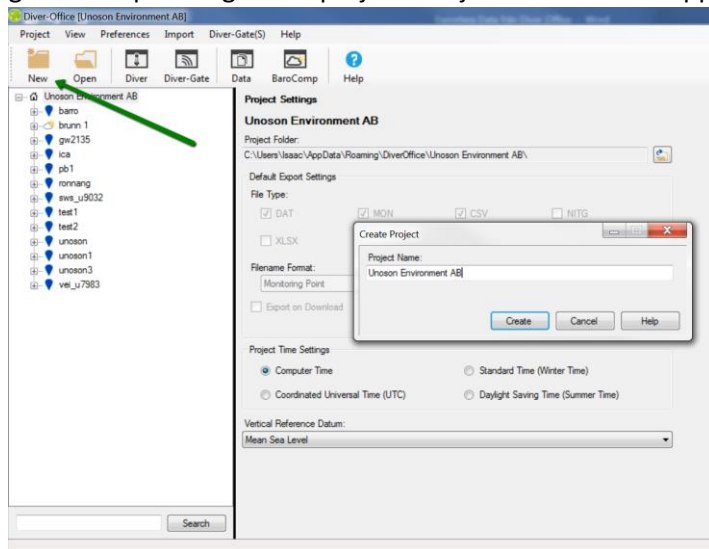 Diver-Office [Unoson Environment AB]
Project View Preferences Import Diver-Gate(S) Help
New Open Diver Diver-Gate Data BaroComp Help
Unoson Environment AB
barro
brunn 1
gw2135
ica
pb1
ronnang
sws_u9032
test1
test2
unoson
unoson1
unoson3
vei_u7983
Search
Project Settings
Unoson Environment AB
Project Folder:
C:\Users\Isaac\AppData\Roaming\DiverOffice\Unoson Environment AB\
Default Export Settings
File Type:
DAT MON CSV NITG
XLSX
Filename Format:
Monitoring Point
Export on Download
Create Project
Project Name:
Unoson Environment AB
Create Cancel Help
Project Time Settings
Computer Time Standard Time (Winter Time)
Coordinated Universal Time (UTC) Daylight Saving Time (Summer Time)
Vertical Reference Datum:
Mean Sea Level